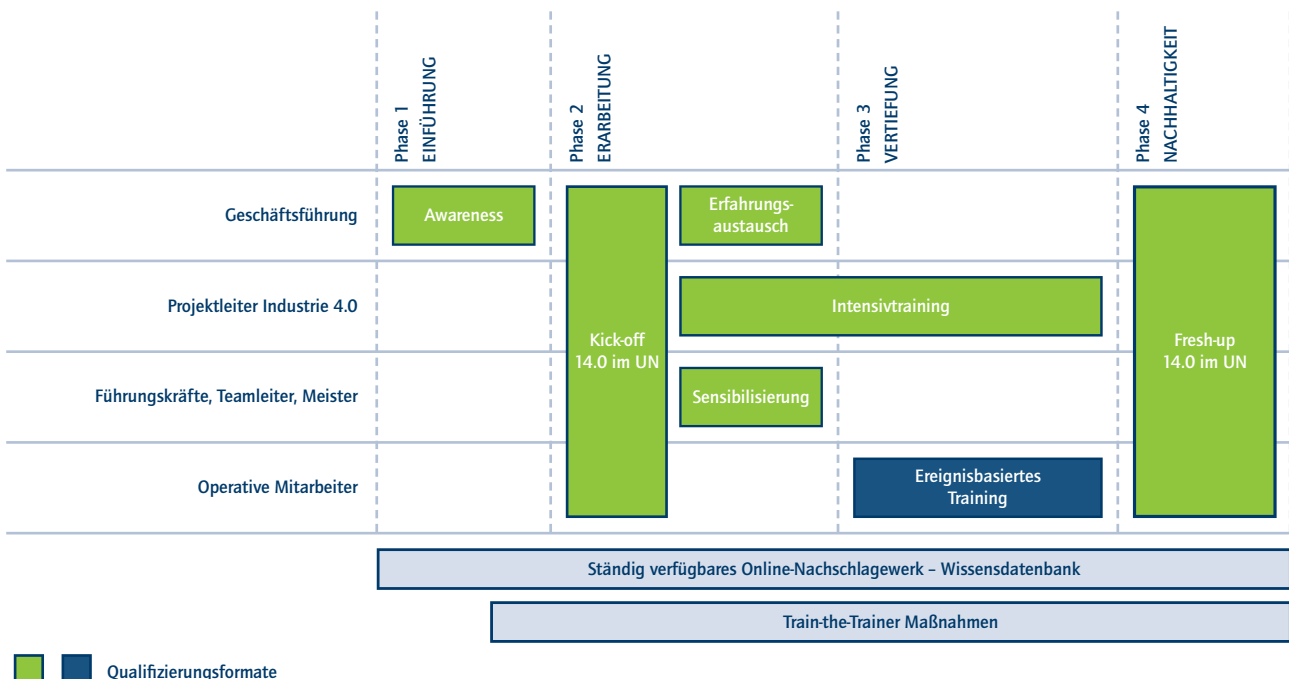 Phase 1
EINFÜHRUNG
Phase 2
ERARBEITUNG
Phase 3
VERTIEFUNG
Phase 4
NACHHALTIGKEIT
Geschäftsführung
Awareness
Erfahrungs-
austausch
Projektleiter Industrie 4.0
Intensivtraining
Kick-off
14.0 im UN
Fresh-up
14.0 im UN
Führungskräfte, Teamleiter, Meister
Sensibilisierung
Operative Mitarbeiter
Ereignisbasiertes
Training
Ständig verfügbares Online-Nachschlagewerk – Wissensdatenbank
Train-the-Trainer Maßnahmen
Qualifizierungsformate